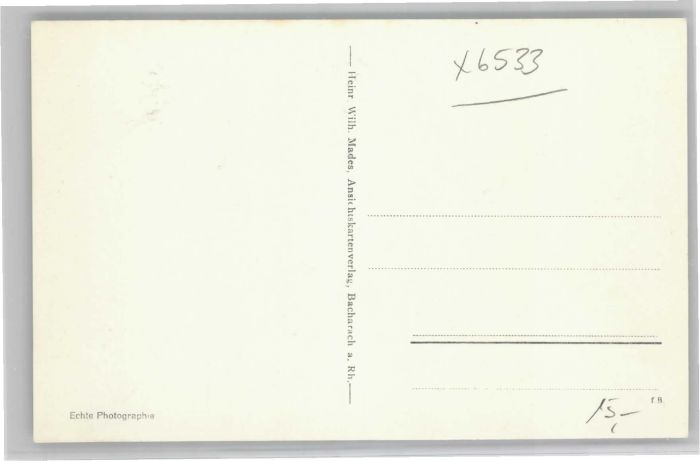 x6533
Heinr. Wilh. Mades, Ansichtskartenverlag, Bacharach a. Rh.
Echte Photographie
f. B.
15,-